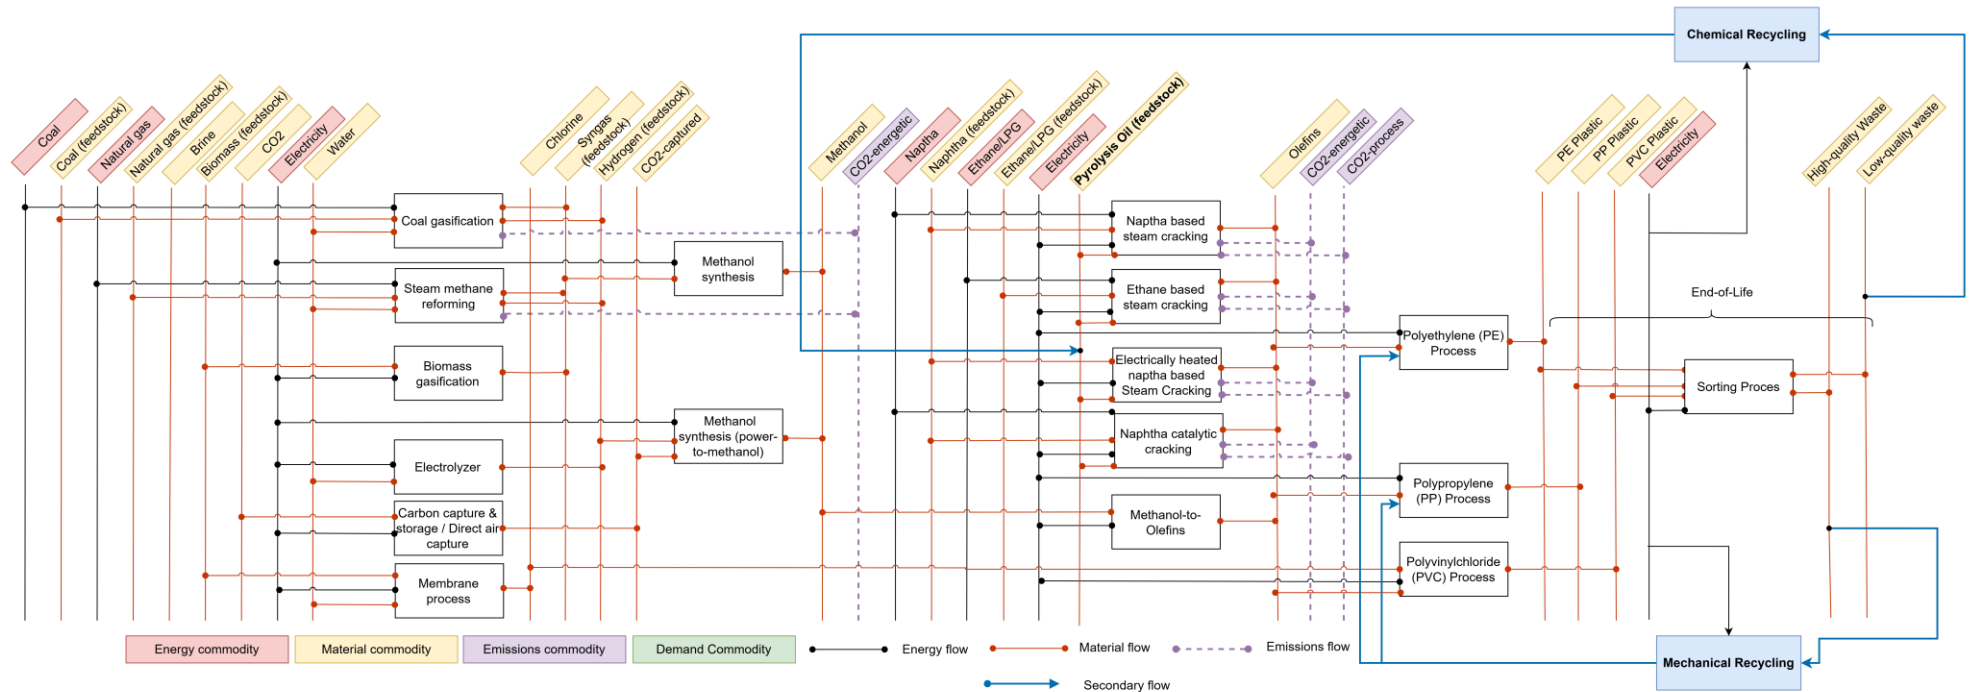 Chemical Recycling
Coal
Coal (feedstock)
Natural gas
Natural gas (feedstock)
Brine
Biomass (feedstock)
CO2
Electricity
Water
Chlorine
Syngas
(feedstock)
Hydrogen (feedstock)
CO2-captured
Methanol
CO2-energetic
Naptha
Naphtha (feedstock)
Ethane/LPG
Ethane/LPG (feedstock)
Electricity
Pyrolysis Oil (feedstock)
Olefins
CO2-energetic
CO2-process
PE Plastic
PP Plastic
PVC Plastic
Electricity
High-quality Waste
Low-quality waste
Coal gasification
Methanol
synthesis
Steam methane
reforming
Biomass
gasification
Methanol
synthesis (power-
to-methanol)
Electrolyzer
Carbon capture &
storage / Direct air
capture
Membrane
process
Naptha based
steam cracking
Ethane based
steam cracking
Electrically heated
naptha based
Steam Cracking
Naphtha catalytic
cracking
Methanol-to-
Olefins
Polyethylene (PE)
Process
Polypropylene
(PP) Process
Polyvinylchloride
(PVC) Process
End-of-Life
Sorting Proces
Mechanical Recycling
Energy commodity
Material commodity
Emissions commodity
Demand Commodity
Energy flow
Material flow
Emissions flow
Secondary flow